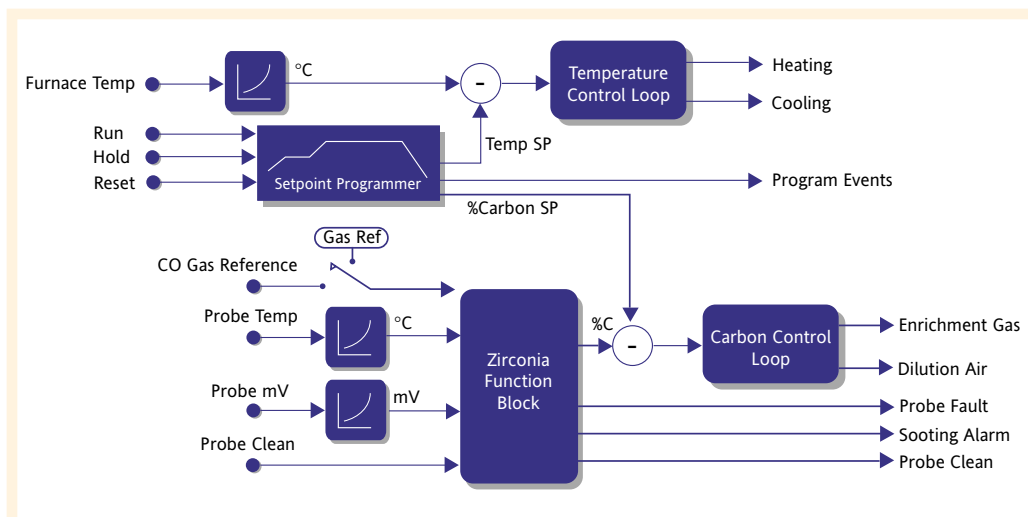 Furnace Temp
°C
-
Temperature
Control Loop
Heating
Cooling
Run
Hold
Reset
Setpoint Programmer
Temp SP
Program Events
%Carbon SP
Gas Ref
CO Gas Reference
Probe Temp
°C
Probe mV
mV
Probe Clean
Zirconia
Function
Block
%C
-
Carbon Control
Loop
Enrichment Gas
Dilution Air
Probe Fault
Sooting Alarm
Probe Clean